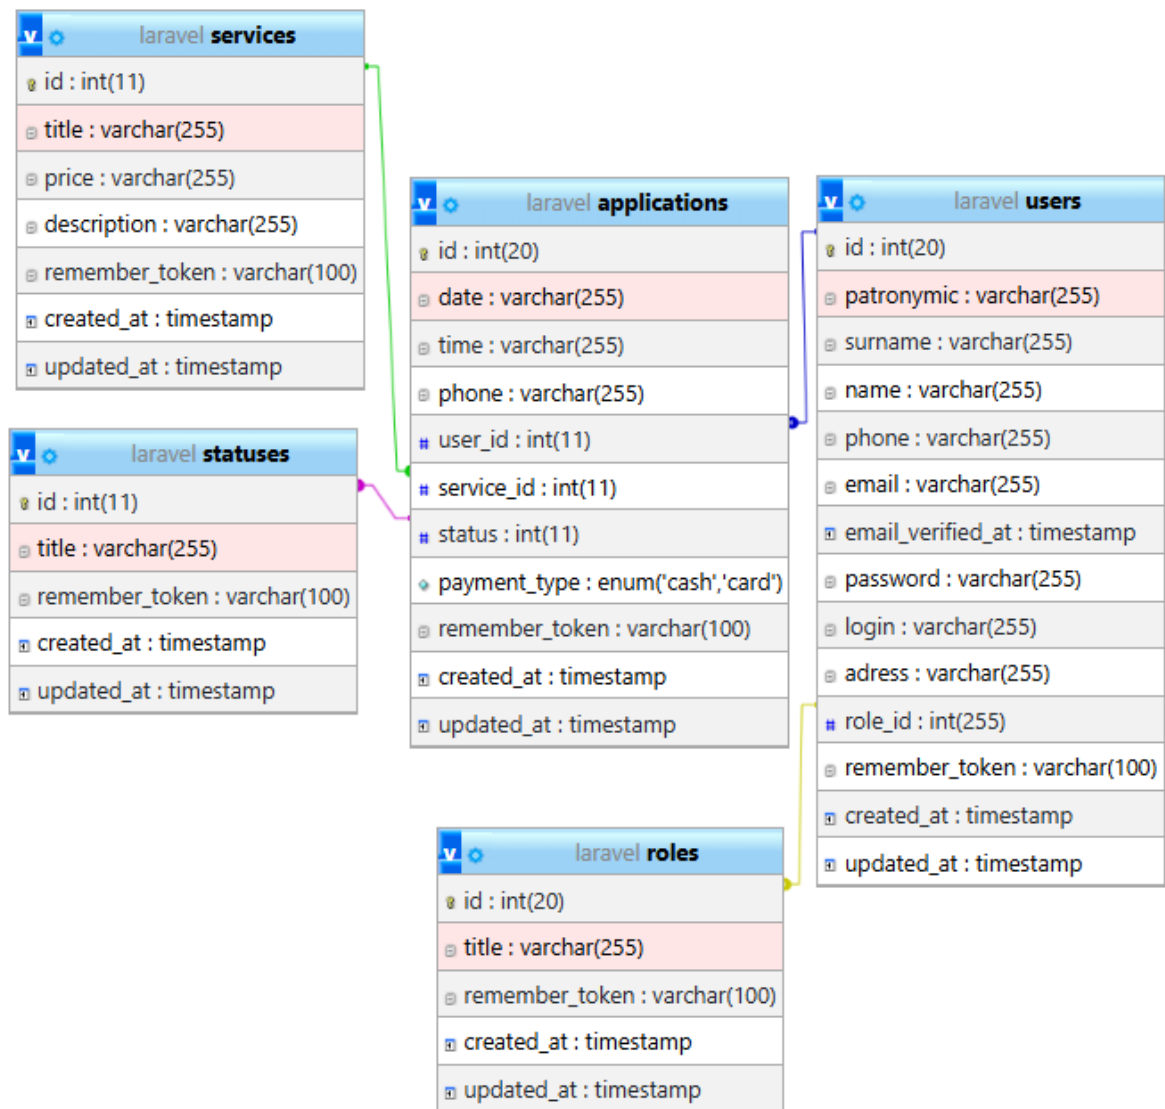 laravel services
id : int(11)
title : varchar(255)
price : varchar(255)
description : varchar(255)
remember_token : varchar(100)
created_at : timestamp
updated_at : timestamp
laravel statuses
id : int(11)
title : varchar(255)
remember_token : varchar(100)
created_at : timestamp
updated_at : timestamp
laravel applications
id : int(20)
date : varchar(255)
time : varchar(255)
phone : varchar(255)
user_id : int(11)
service_id : int(11)
status : int(11)
payment_type : enum('cash','card')
remember_token : varchar(100)
created_at : timestamp
updated_at : timestamp
laravel users
id : int(20)
patronymic : varchar(255)
surname : varchar(255)
name : varchar(255)
phone : varchar(255)
email : varchar(255)
email_verified_at : timestamp
password : varchar(255)
login : varchar(255)
adress : varchar(255)
role_id : int(255)
remember_token : varchar(100)
created_at : timestamp
updated_at : timestamp
laravel roles
id : int(20)
title : varchar(255)
remember_token : varchar(100)
created_at : timestamp
updated_at : timestamp